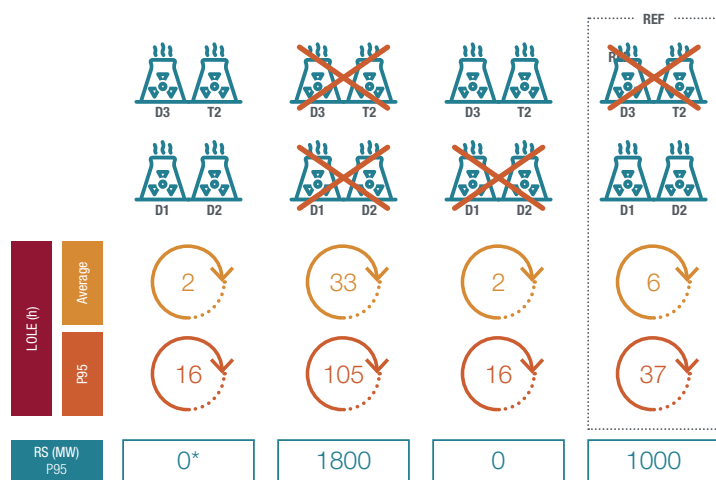 REF
D3 T2 D3 T2 D3 T2 D3 T2
D1 D2 D1 D2 D1 D2 D1 D2
LOLE (h)
Average
2 33 2 6
P95
16 105 16 37
RS (MW)
P95
0* 1800 0 1000